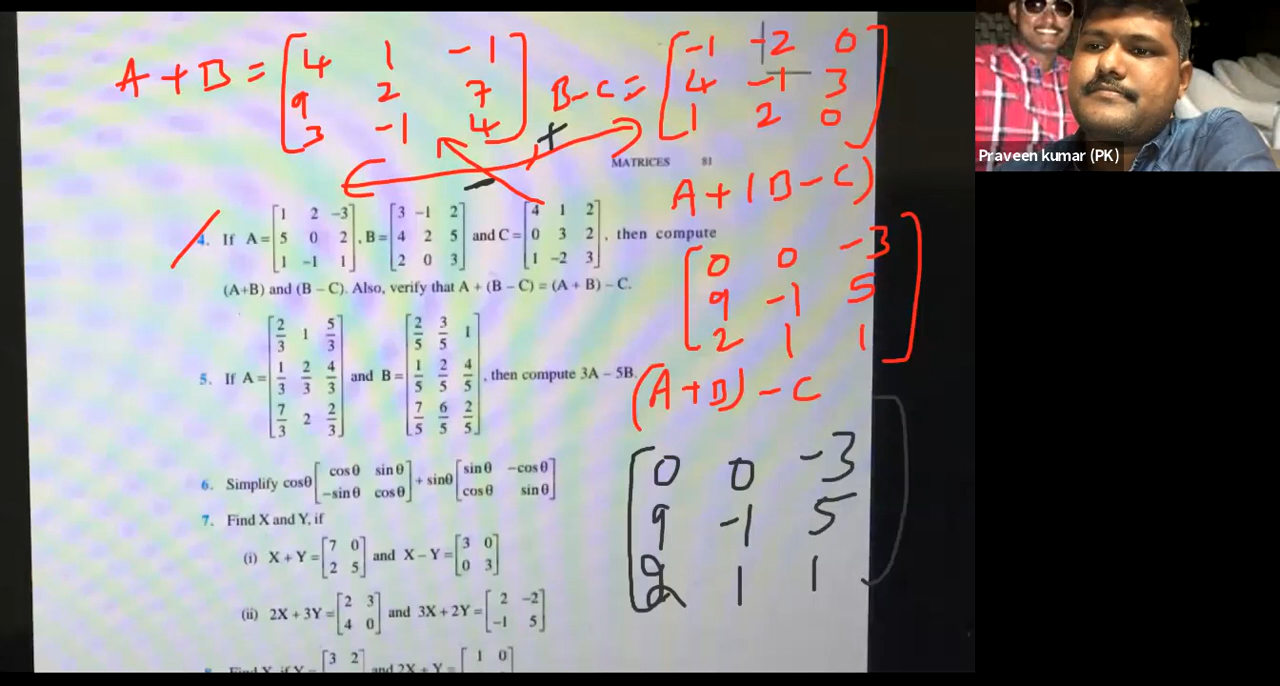 A + B = [4 1 -1
9 2 7
3 -1 4]
B - C = [-1 -2 0
4 -1 3
1 2 0]
+
-
Praveen kumar (PK)
MATRICES 81
A + (B - C)
[0 0 -3
9 -1 5
2 1 1]
4. If A = [1 2 -3
5 0 2
1 -1 1], B = [3 -1 2
4 2 5
2 0 3] and C = [4 1 2
0 3 2
1 -2 3], then compute
(A+B) and (B – C). Also, verify that A + (B – C) = (A + B) – C.
5. If A = [2/3 1 5/3
1/3 2/3 4/3
7/3 2 2/3] and B = [2/5 3/5 1
1/5 2/5 4/5
7/5 6/5 2/5], then compute 3A – 5B.
(A + B) - C
[0 0 -3
9 -1 5
2 1 1]
6. Simplify cosθ [cosθ sinθ
-sinθ cosθ] + sinθ [sinθ -cosθ
cosθ sinθ]
7. Find X and Y, if
(i) X + Y = [7 0
2 5] and X – Y = [3 0
0 3]
(ii) 2X + 3Y = [2 3
4 0] and 3X + 2Y = [2 -2
-1 5]
[3 2] and 2X + Y = [1 0]